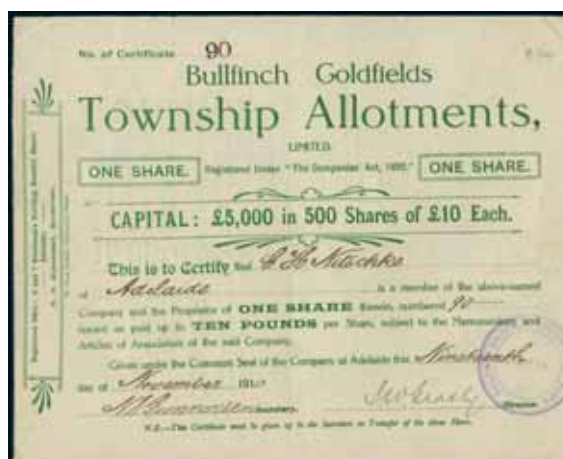 No. of Certificate 90
Bullfinch Goldfields
Township Allotments,
LIMITED.
ONE SHARE. Registered Under "The Companies Act, 1892." ONE SHARE.
CAPITAL: £5,000 in 500 Shares of £10 Each.
This is to Certify that C H Nitschke
of Adelaide is a member of the above-named
Company and the Proprietor of ONE SHARE therein, numbered 90
issued as paid up to TEN POUNDS per Share, subject to the Memorandum and
Articles of Association of the said Company.
Given under the Common Seal of the Company at Adelaide this Nineteenth
day of November 191
Secretary. Director.
N.B.—This Certificate must be given up to the Secretary on Transfer of the above Share.